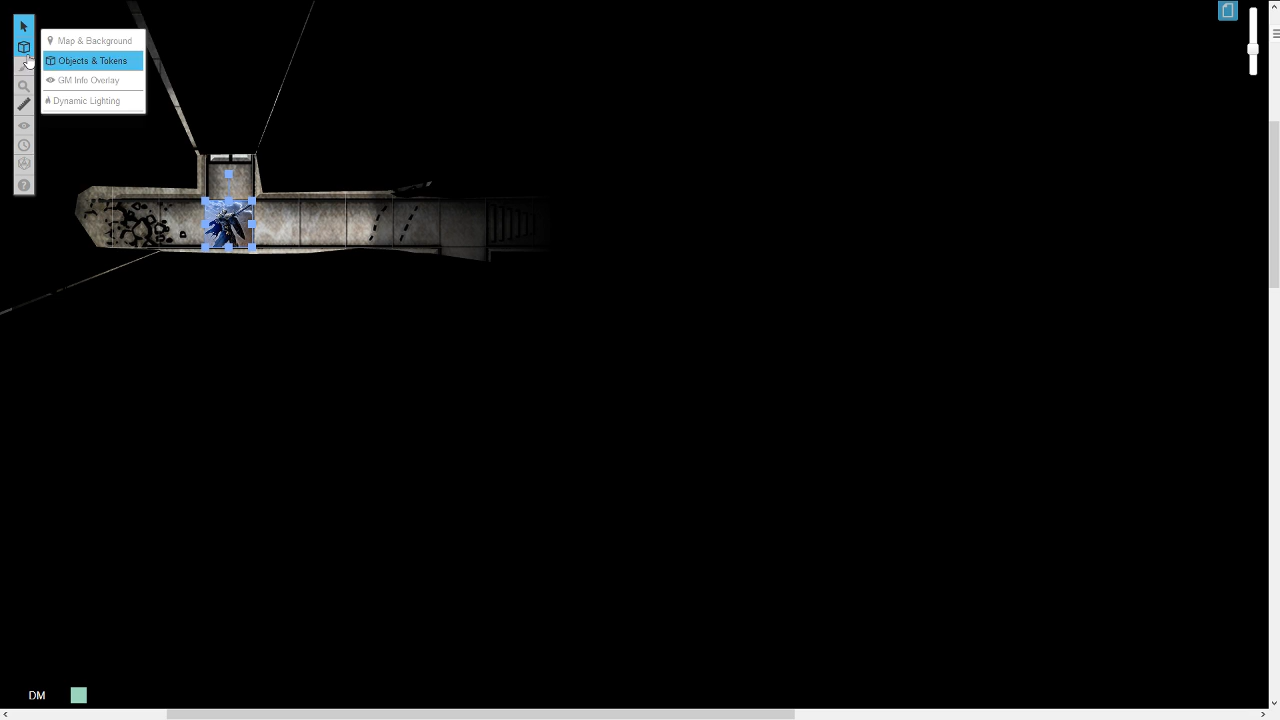 Map & Background
Objects & Tokens
GM Info Overlay
Dynamic Lighting
DM